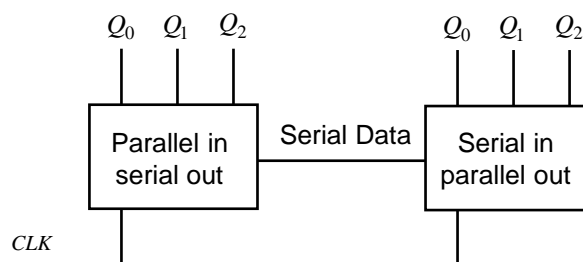 Q0 Q1 Q2
Q0 Q1 Q2
Parallel in
serial out
Serial Data
Serial in
parallel out
CLK